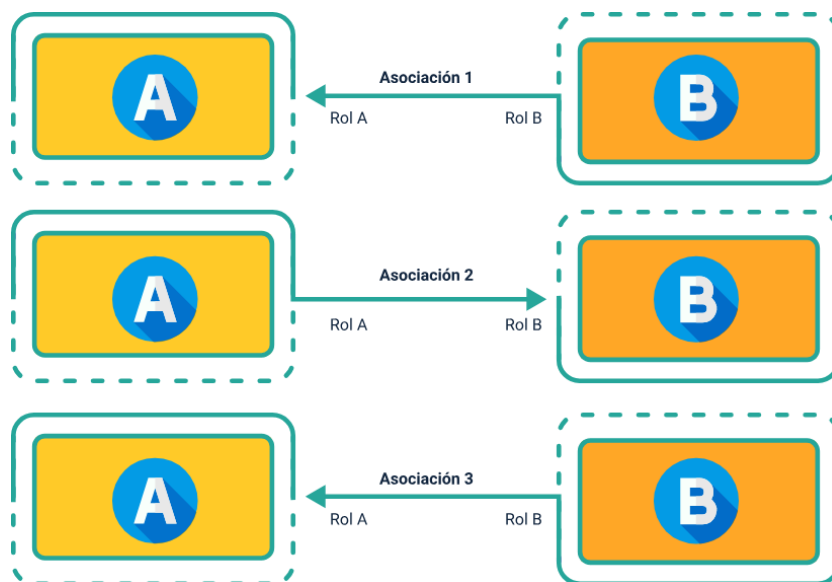 A
Asociación 1
Rol A
Rol B
B
A
Asociación 2
Rol A
Rol B
B
A
Asociación 3
Rol A
Rol B
B